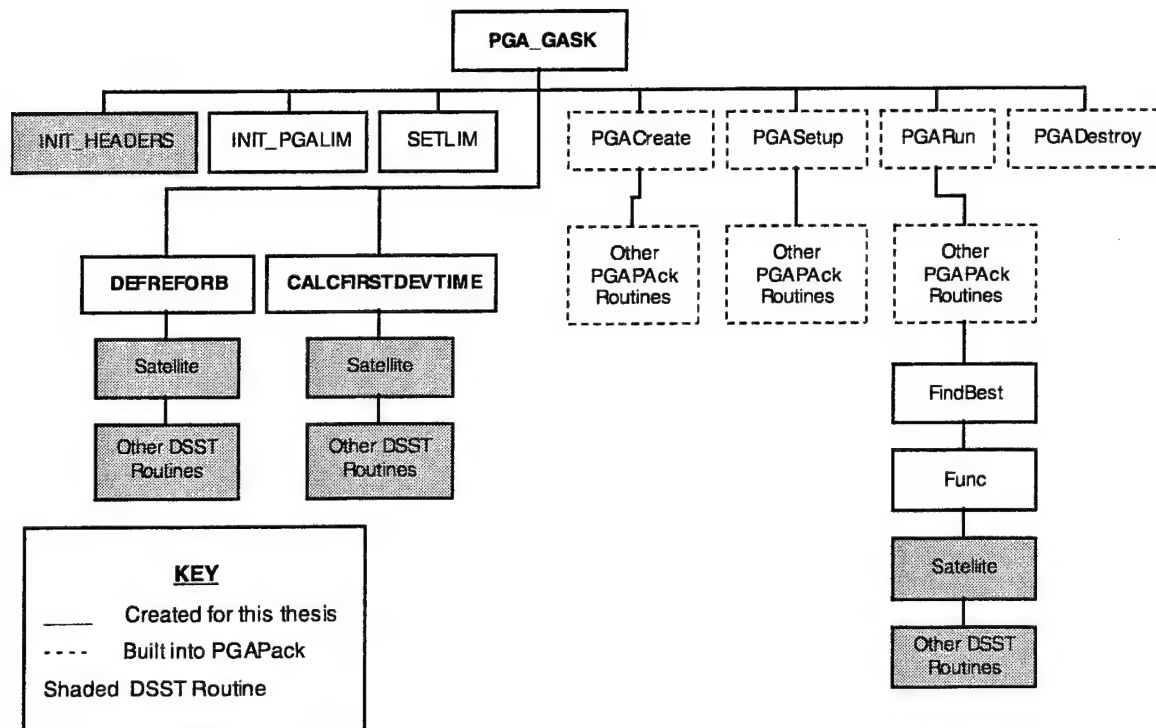 PGA_GASK
INIT_HEADERS
INIT_PGALIM
SETLIM
PGACreate
PGASetup
PGARun
PGADestroy
Other
PGAPAck
Routines
Other
PGAPAck
Routines
Other
PGAPAck
Routines
DEFREFORB
CALCFIRSTDEVTIME
Satellite
Satellite
Other DSST
Routines
Other DSST
Routines
FindBest
Func
Satellite
Other DSST
Routines
KEY
Created for this thesis
Built into PGAPack
Shaded DSST Routine